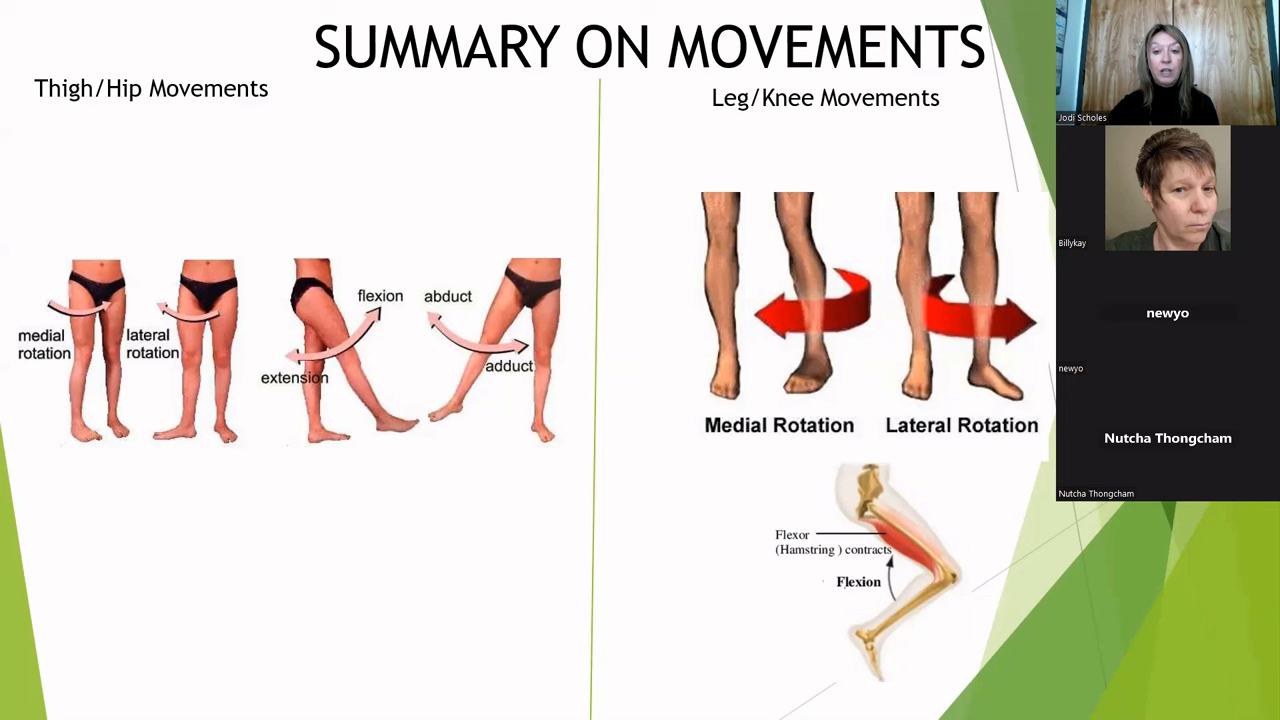 SUMMARY ON MOVEMENTS
Thigh/Hip Movements
medial
rotation
lateral
rotation
flexion
extension
abduct
adduct
Leg/Knee Movements
Medial Rotation
Lateral Rotation
Flexor
(Hamstring ) contracts
Flexion
Jodi Scholes
Billykay
newyo
newyo
Nutcha Thongcham
Nutcha Thongcham